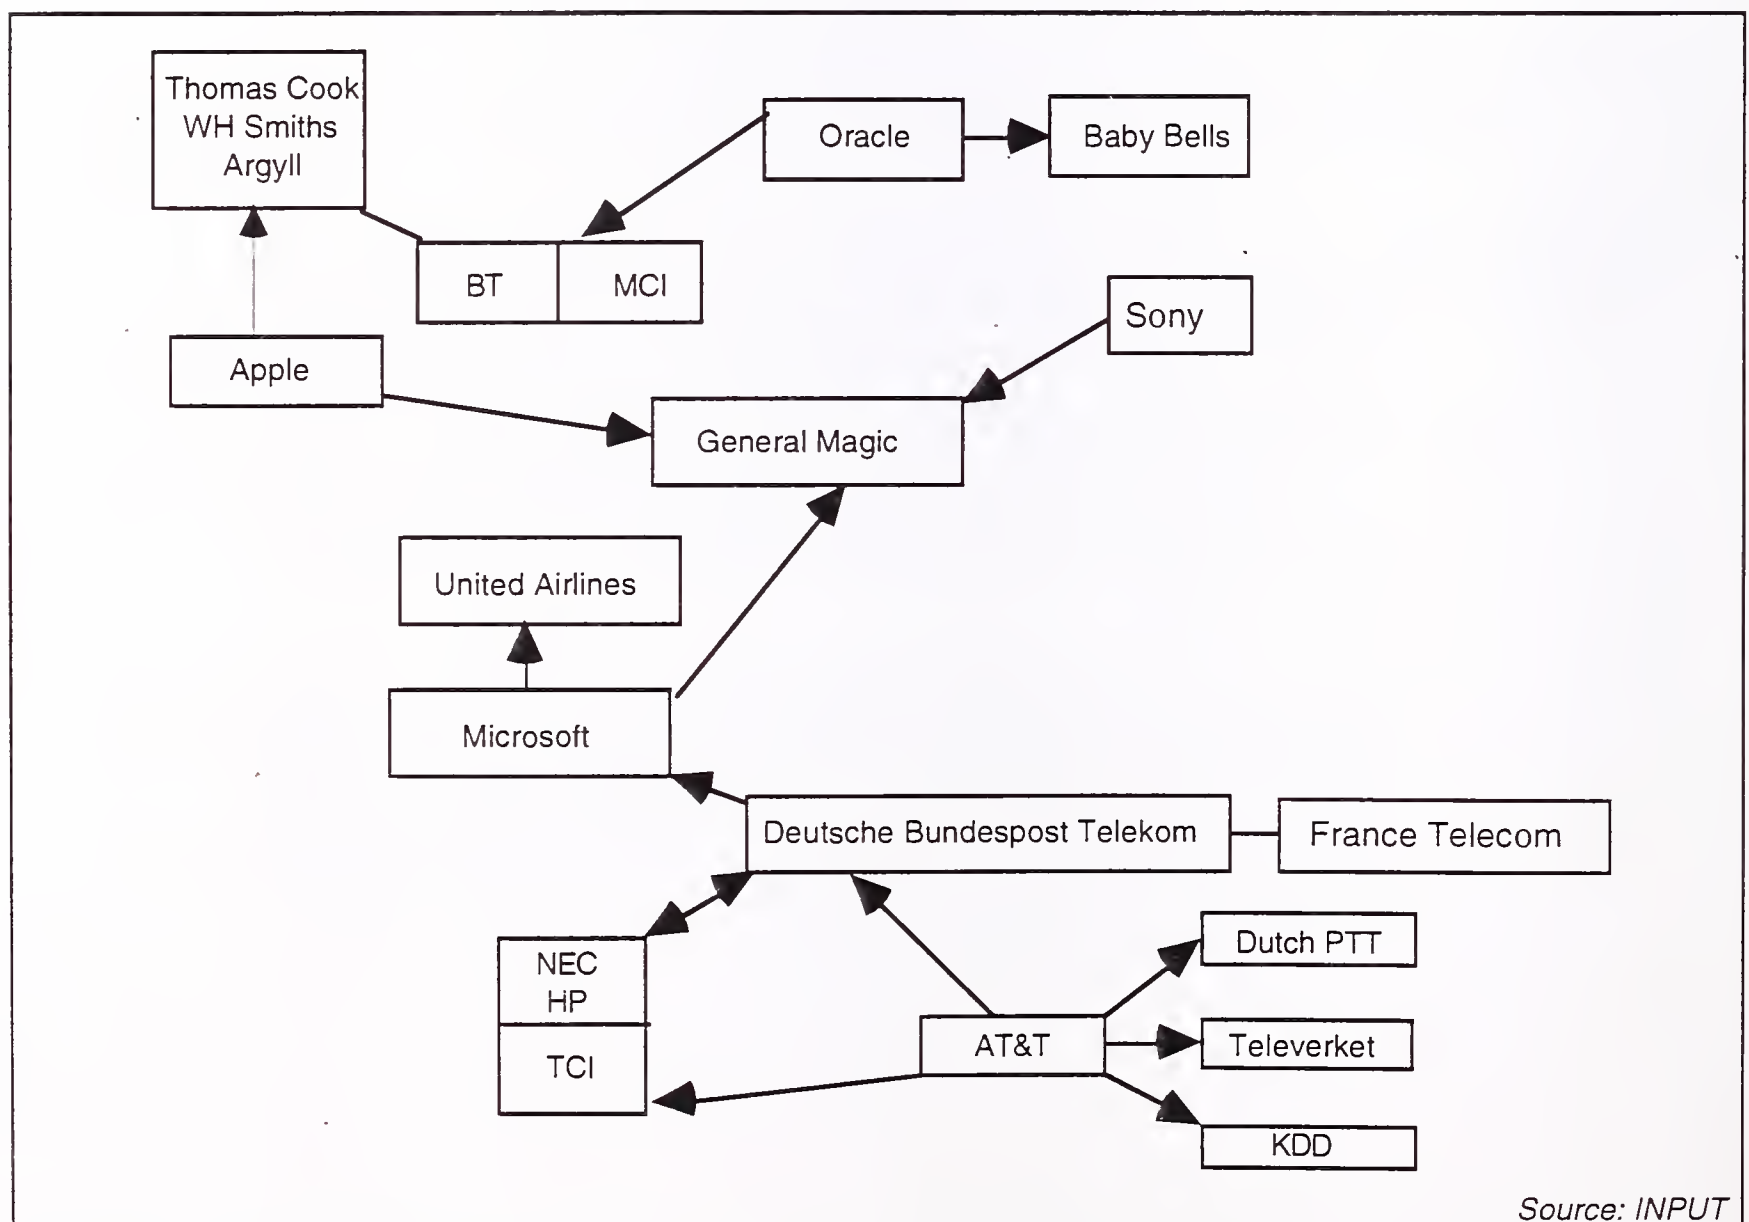 Thomas Cook
WH Smiths
Argyll
Oracle
Baby Bells
BT
MCI
Sony
Apple
General Magic
United Airlines
Microsoft
Deutsche Bundespost Telekom
France Telecom
NEC
HP
Dutch PTT
AT&T
Televerket
TCI
KDD
Source: INPUT